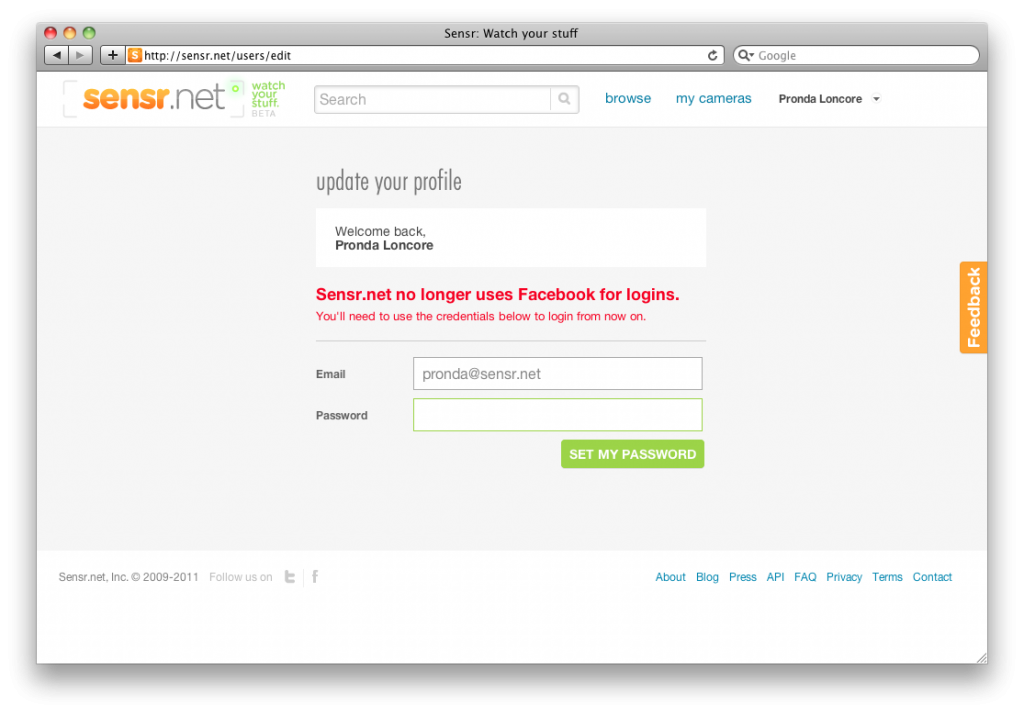 Sensr: Watch your stuff
http://sensr.net/users/edit
Google
sensr.net
watch
your
stuff.
BETA
Search
browse
my cameras
Pronda Loncore
update your profile
Welcome back,
Pronda Loncore
Sensr.net no longer uses Facebook for logins.
You'll need to use the credentials below to login from now on.
Feedback
Email
pronda@sensr.net
Password
SET MY PASSWORD
Sensr.net, Inc. © 2009-2011 Follow us on
About Blog Press API FAQ Privacy Terms Contact